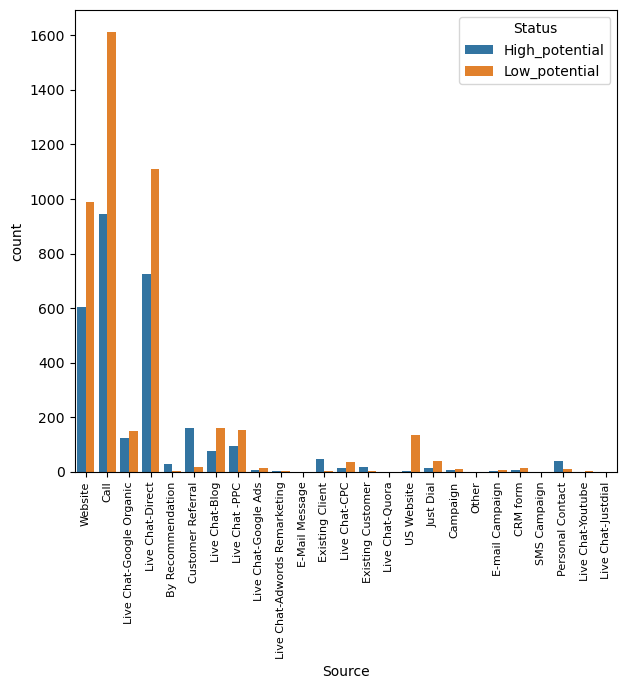 Status
High_potential
Low_potential
1600
1400
1200
1000
800
600
400
200
0
count
Website
Call
Live Chat-Google Organic
Live Chat-Direct
By Recommendation
Customer Referral
Live Chat-Blog
Live Chat -PPC
Live Chat-Google Ads
Live Chat-Adwords Remarketing
E-Mail Message
Existing Client
Live Chat-CPC
Existing Customer
Live Chat-Quora
US Website
Just Dial
Campaign
Other
E-mail Campaign
CRM form
SMS Campaign
Personal Contact
Live Chat-Youtube
Live Chat-Justdial
Source